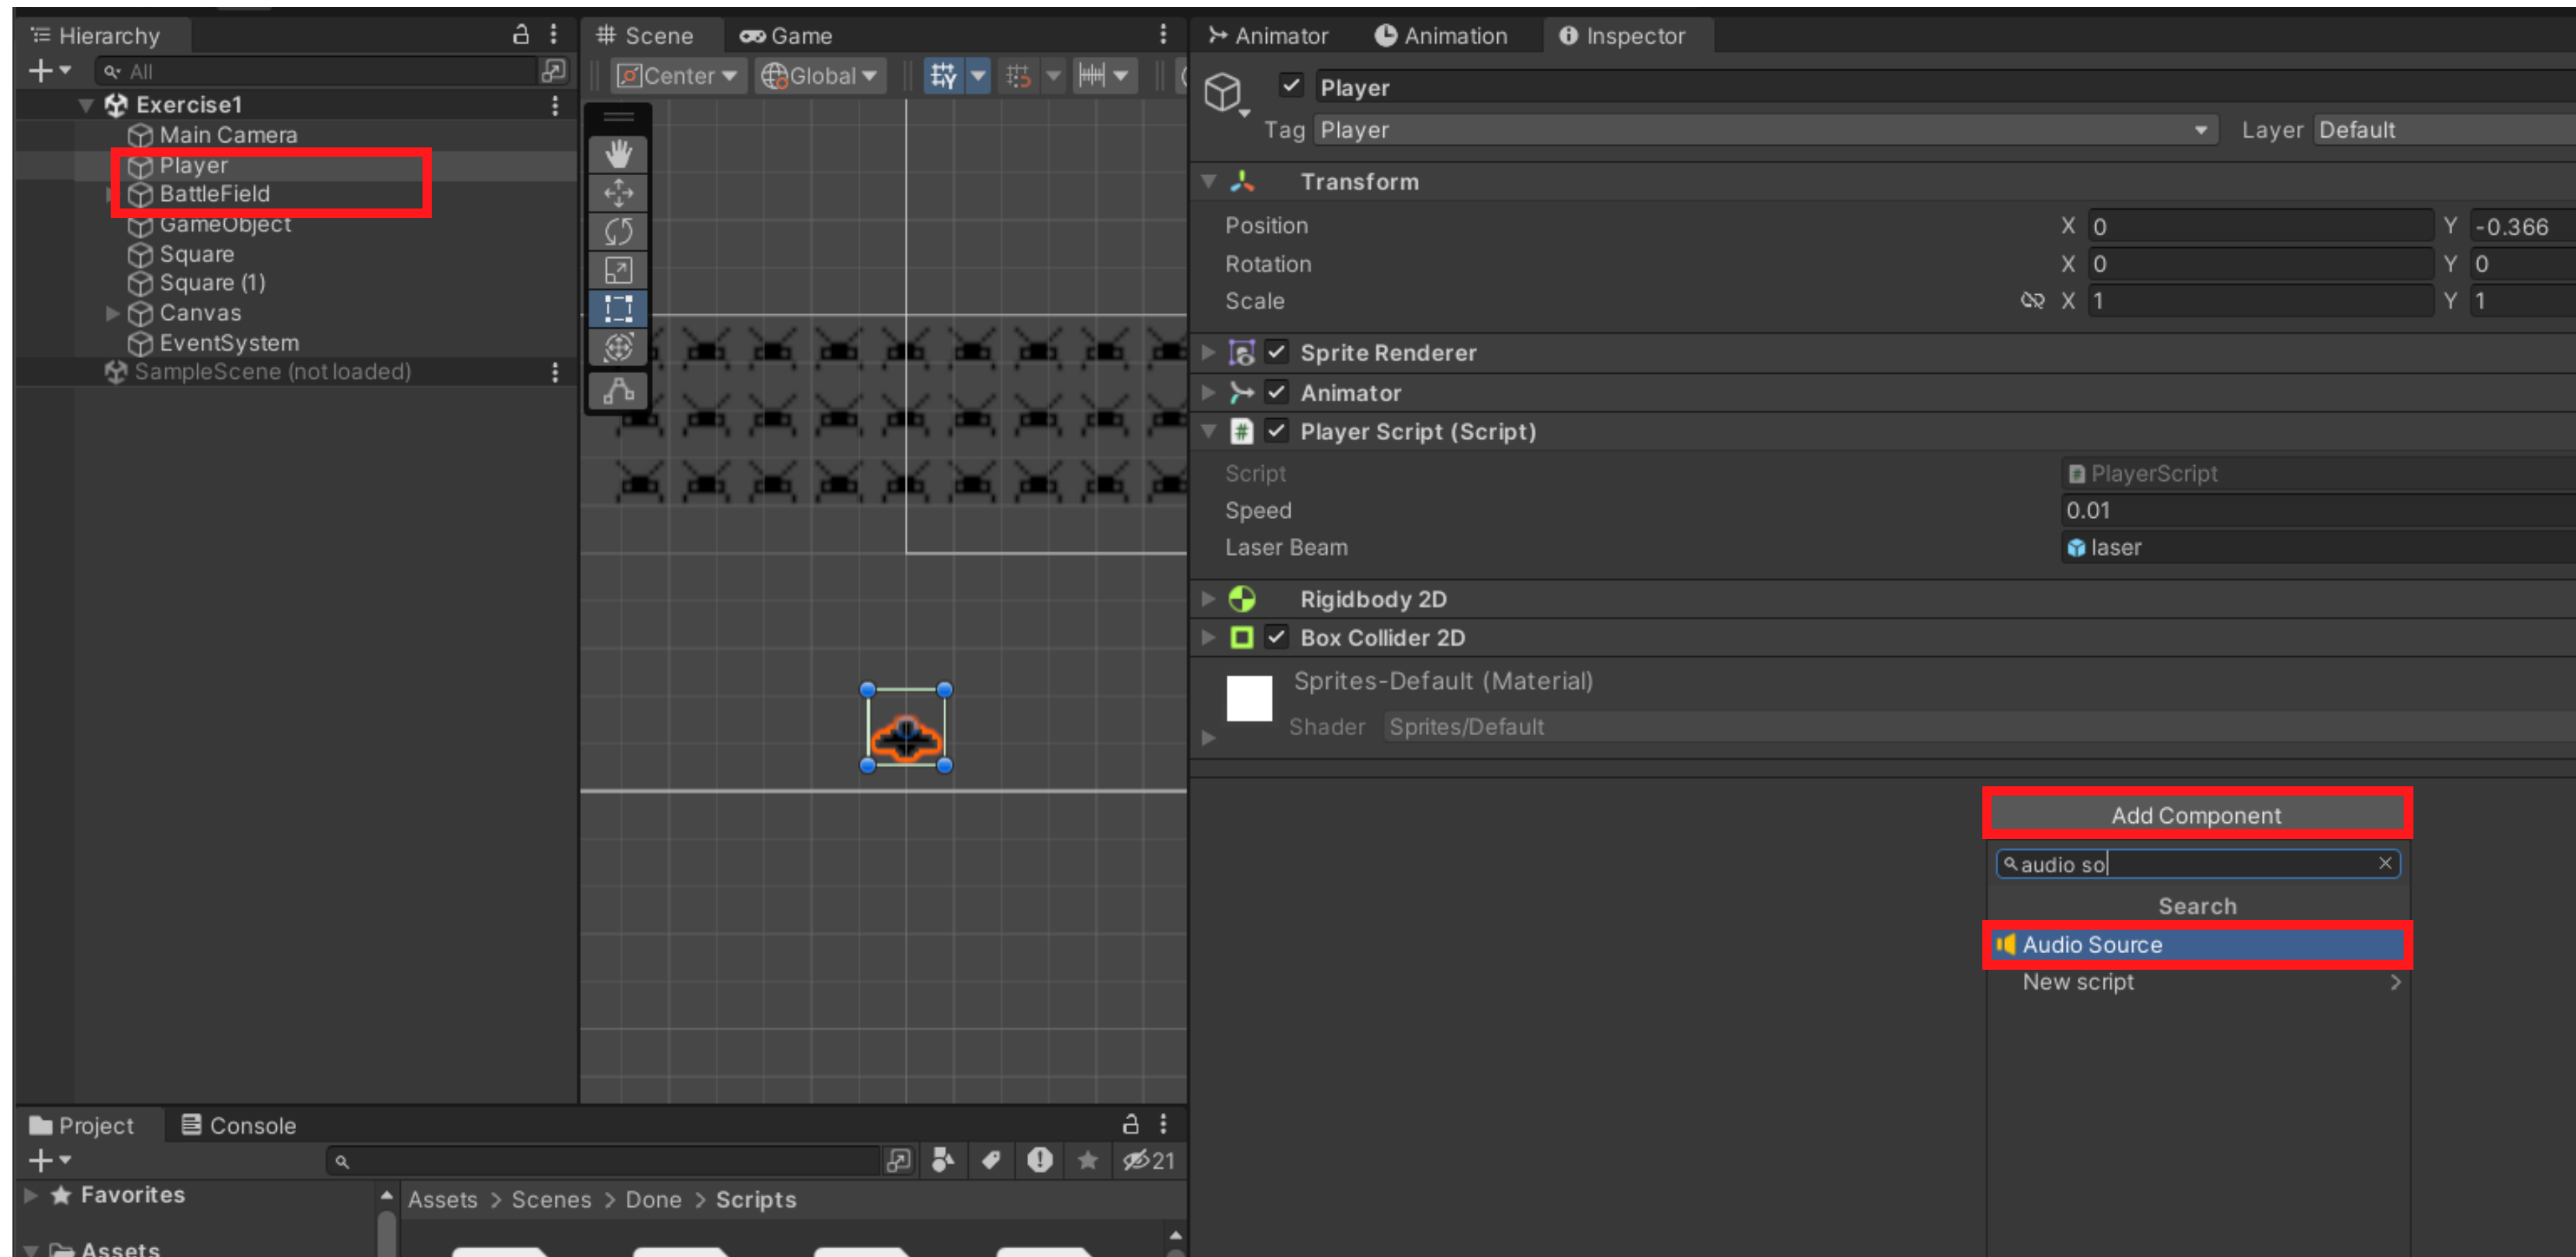 Hierarchy
All
Exercise1
Main Camera
Player
BattleField
GameObject
Square
Square (1)
Canvas
EventSystem
SampleScene (not loaded)
Scene Game
Center Global
Animator Animation Inspector
Player
Tag Player Layer Default
Transform
Position X 0 Y -0.366
Rotation X 0 Y 0
Scale X 1 Y 1
Sprite Renderer
Animator
Player Script (Script)
Script PlayerScript
Speed 0.01
Laser Beam laser
Rigidbody 2D
Box Collider 2D
Sprites-Default (Material)
Shader Sprites/Default
Add Component
audio so
Search
Audio Source
New script
Project Console
21
Favorites
Assets
Assets > Scenes > Done > Scripts